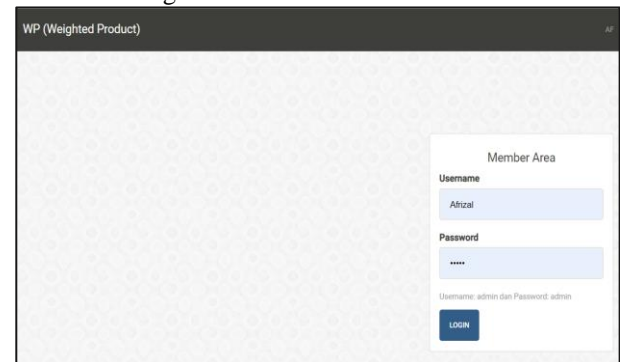 WP (Weighted Product)
AF
Member Area
Username
Afrizal
Password
•••••
Username: admin dan Password: admin
LOGIN